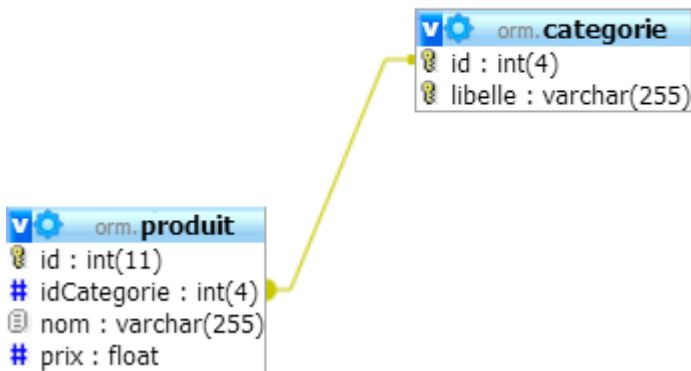 orm.categorie
id : int(4)
libelle : varchar(255)
orm.produit
id : int(11)
idCategorie : int(4)
nom : varchar(255)
prix : float